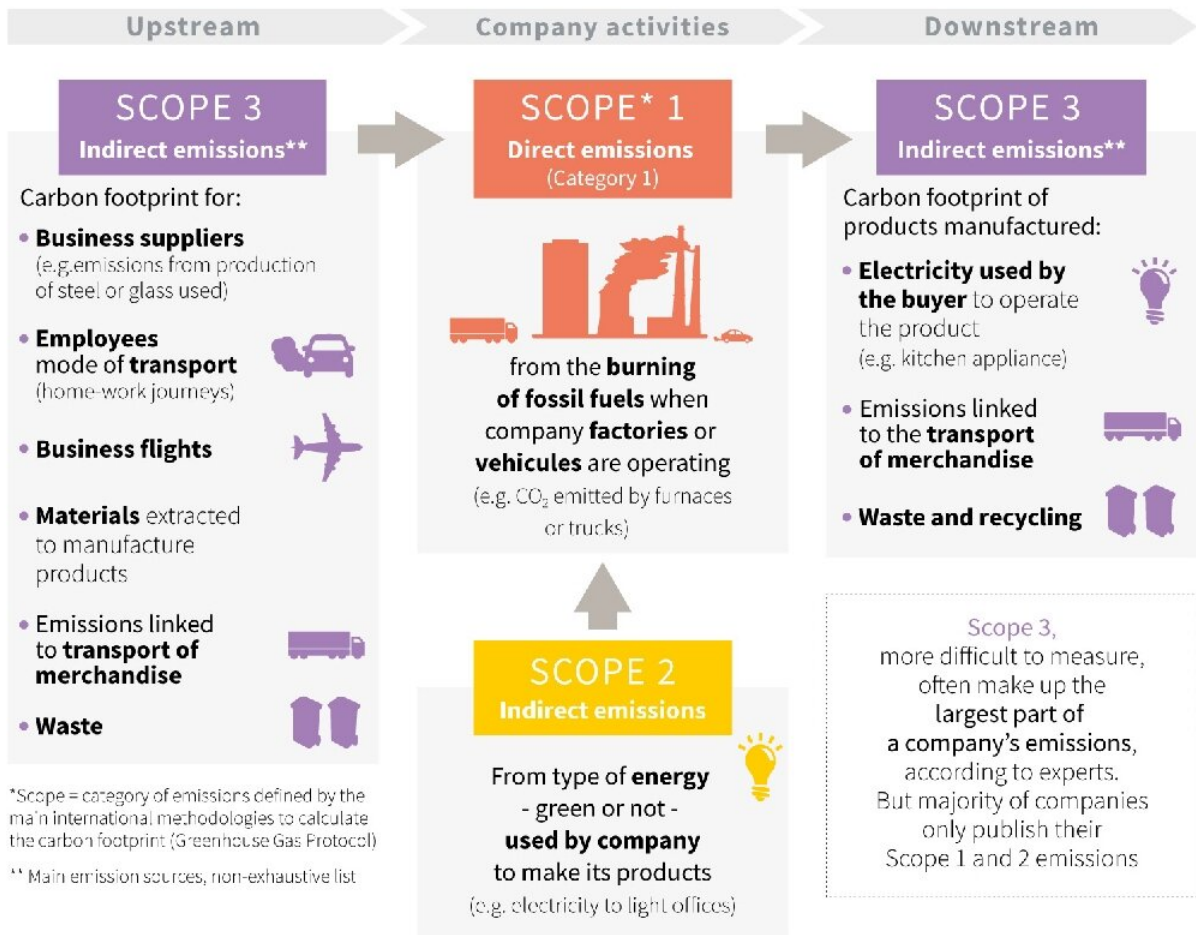 Upstream
Company activities
Downstream
SCOPE 3
Indirect emissions**
Carbon footprint for:
• Business suppliers
(e.g.emissions from production
of steel or glass used)
• Employees
mode of transport
(home-work journeys)
• Business flights
• Materials extracted
to manufacture
products
• Emissions linked
to transport of
merchandise
• Waste
*Scope = category of emissions defined by the
main international methodologies to calculate
the carbon footprint (Greenhouse Gas Protocol)
** Main emission sources, non-exhaustive list
SCOPE* 1
Direct emissions
(Category 1)
from the burning
of fossil fuels when
company factories or
vehicules are operating
(e.g. CO₂ emitted by furnaces
or trucks)
SCOPE 2
Indirect emissions
From type of energy
- green or not -
used by company
to make its products
(e.g. electricity to light offices)
SCOPE 3
Indirect emissions**
Carbon footprint of
products manufactured:
• Electricity used by
the buyer to operate
the product
(e.g. kitchen appliance)
• Emissions linked
to the transport
of merchandise
• Waste and recycling
Scope 3,
more difficult to measure,
often make up the
largest part of
a company's emissions,
according to experts.
But majority of companies
only publish their
Scope 1 and 2 emissions